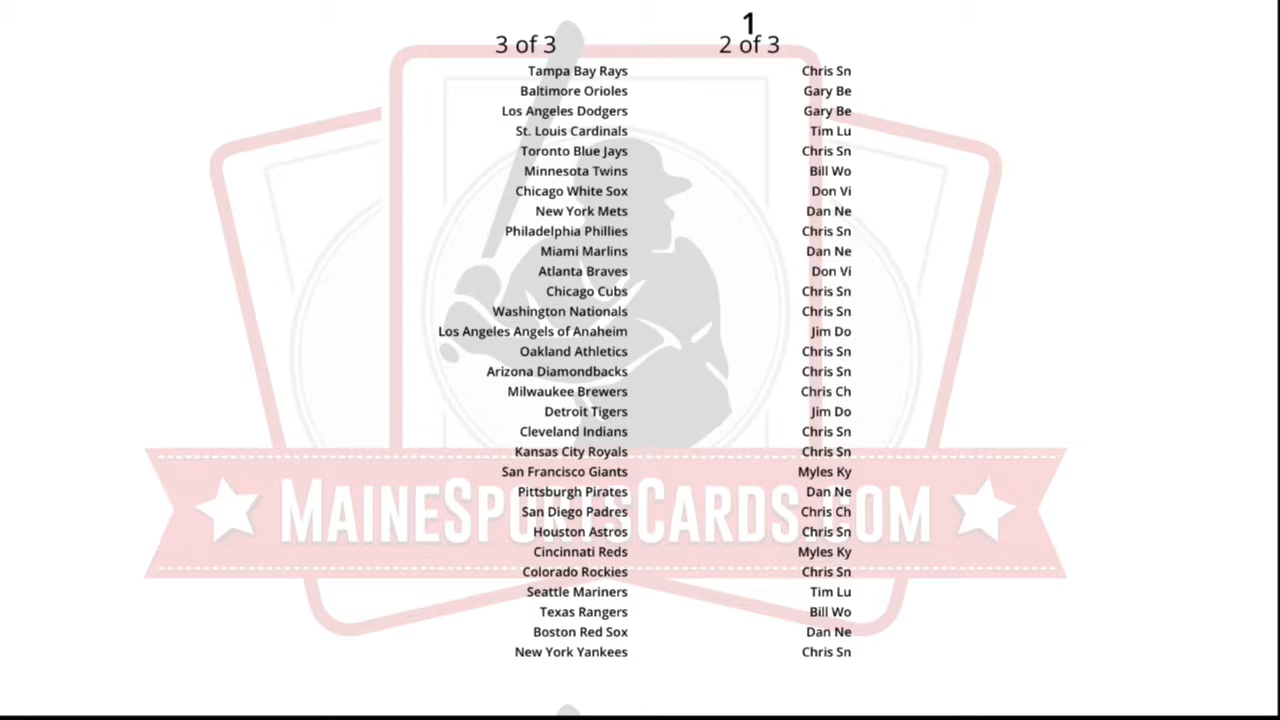 1
3 of 3 2 of 3
Tampa Bay Rays Chris Sn
Baltimore Orioles Gary Be
Los Angeles Dodgers Gary Be
St. Louis Cardinals Tim Lu
Toronto Blue Jays Chris Sn
Minnesota Twins Bill Wo
Chicago White Sox Don Vi
New York Mets Dan Ne
Philadelphia Phillies Chris Sn
Miami Marlins Dan Ne
Atlanta Braves Don Vi
Chicago Cubs Chris Sn
Washington Nationals Chris Sn
Los Angeles Angels of Anaheim Jim Do
Oakland Athletics Chris Sn
Arizona Diamondbacks Chris Sn
Milwaukee Brewers Chris Ch
Detroit Tigers Jim Do
Cleveland Indians Chris Sn
Kansas City Royals Chris Sn
San Francisco Giants Myles Ky
Pittsburgh Pirates Dan Ne
San Diego Padres Chris Ch
MAINESPORTSCARDS.COM
Houston Astros Chris Sn
Cincinnati Reds Myles Ky
Colorado Rockies Chris Sn
Seattle Mariners Tim Lu
Texas Rangers Bill Wo
Boston Red Sox Dan Ne
New York Yankees Chris Sn